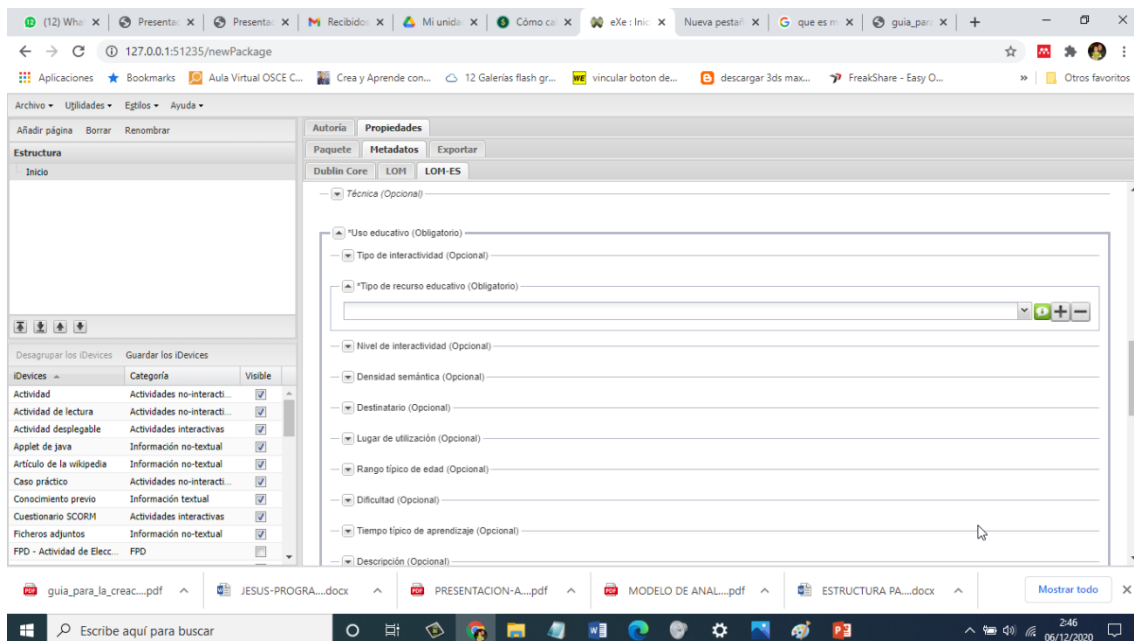 (12) Wha
Presentac
Presentac
Recibidos
Mi unida
Cómo ca
eXe : Inic
Nueva pestañ
que es m
guia_para
127.0.0.1:51235/newPackage
Aplicaciones
Bookmarks
Aula Virtual OSCE C...
Crea y Aprende con...
12 Galerías flash gr...
vincular boton de...
descargar 3ds max...
FreakShare - Easy O...
»
Otros favoritos
Archivo Utilidades Estilos Ayuda
Añadir página Borrar Renombrar
Estructura
Inicio
Desagrupar los iDevices Guardar los iDevices
iDevices Categoría Visible
Actividad Actividades no-interacti...
Actividad de lectura Actividades no-interacti...
Actividad desplegable Actividades interactivas
Applet de java Información no-textual
Artículo de la wikipedia Información no-textual
Caso práctico Actividades no-interacti...
Conocimiento previo Información textual
Cuestionario SCORM Actividades interactivas
Ficheros adjuntos Información no-textual
FPD - Actividad de Elecc... FPD
Autoría Propiedades
Paquete Metadatos Exportar
Dublin Core LOM LOM-ES
Técnica (Opcional)
*Uso educativo (Obligatorio)
Tipo de interactividad (Opcional)
*Tipo de recurso educativo (Obligatorio)
Nivel de interactividad (Opcional)
Densidad semántica (Opcional)
Destinatario (Opcional)
Lugar de utilización (Opcional)
Rango típico de edad (Opcional)
Dificultad (Opcional)
Tiempo típico de aprendizaje (Opcional)
Descripción (Opcional)
guia_para_la_creac....pdf
JESUS-PROGRA....docx
PRESENTACION-A....pdf
MODELO DE ANAL....pdf
ESTRUCTURA PA....docx
Mostrar todo
Escribe aquí para buscar
2:46
06/12/2020